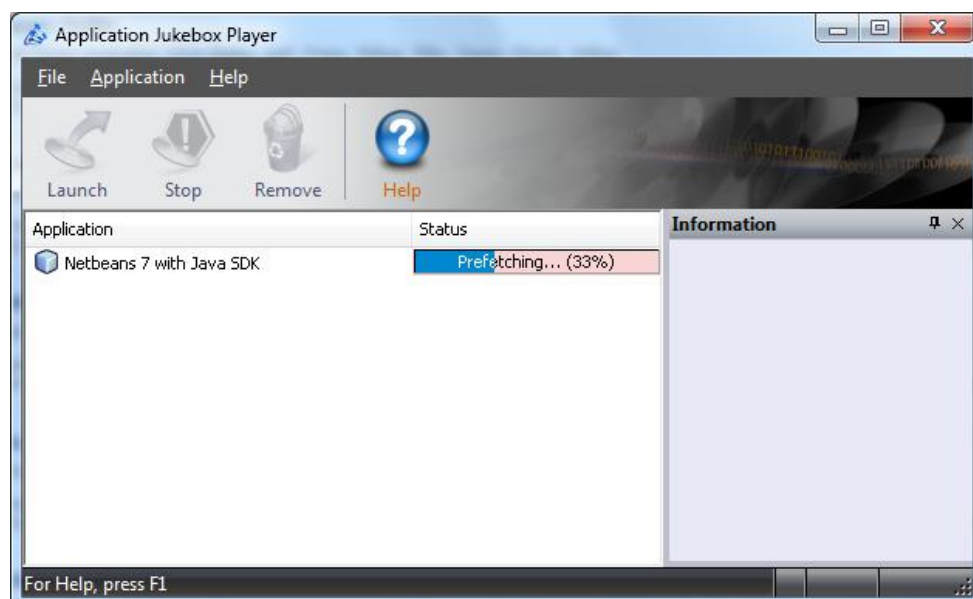 Application Jukebox Player
File Application Help
Launch Stop Remove Help
Application Status Information
Netbeans 7 with Java SDK Prefetching... (33%)
For Help, press F1